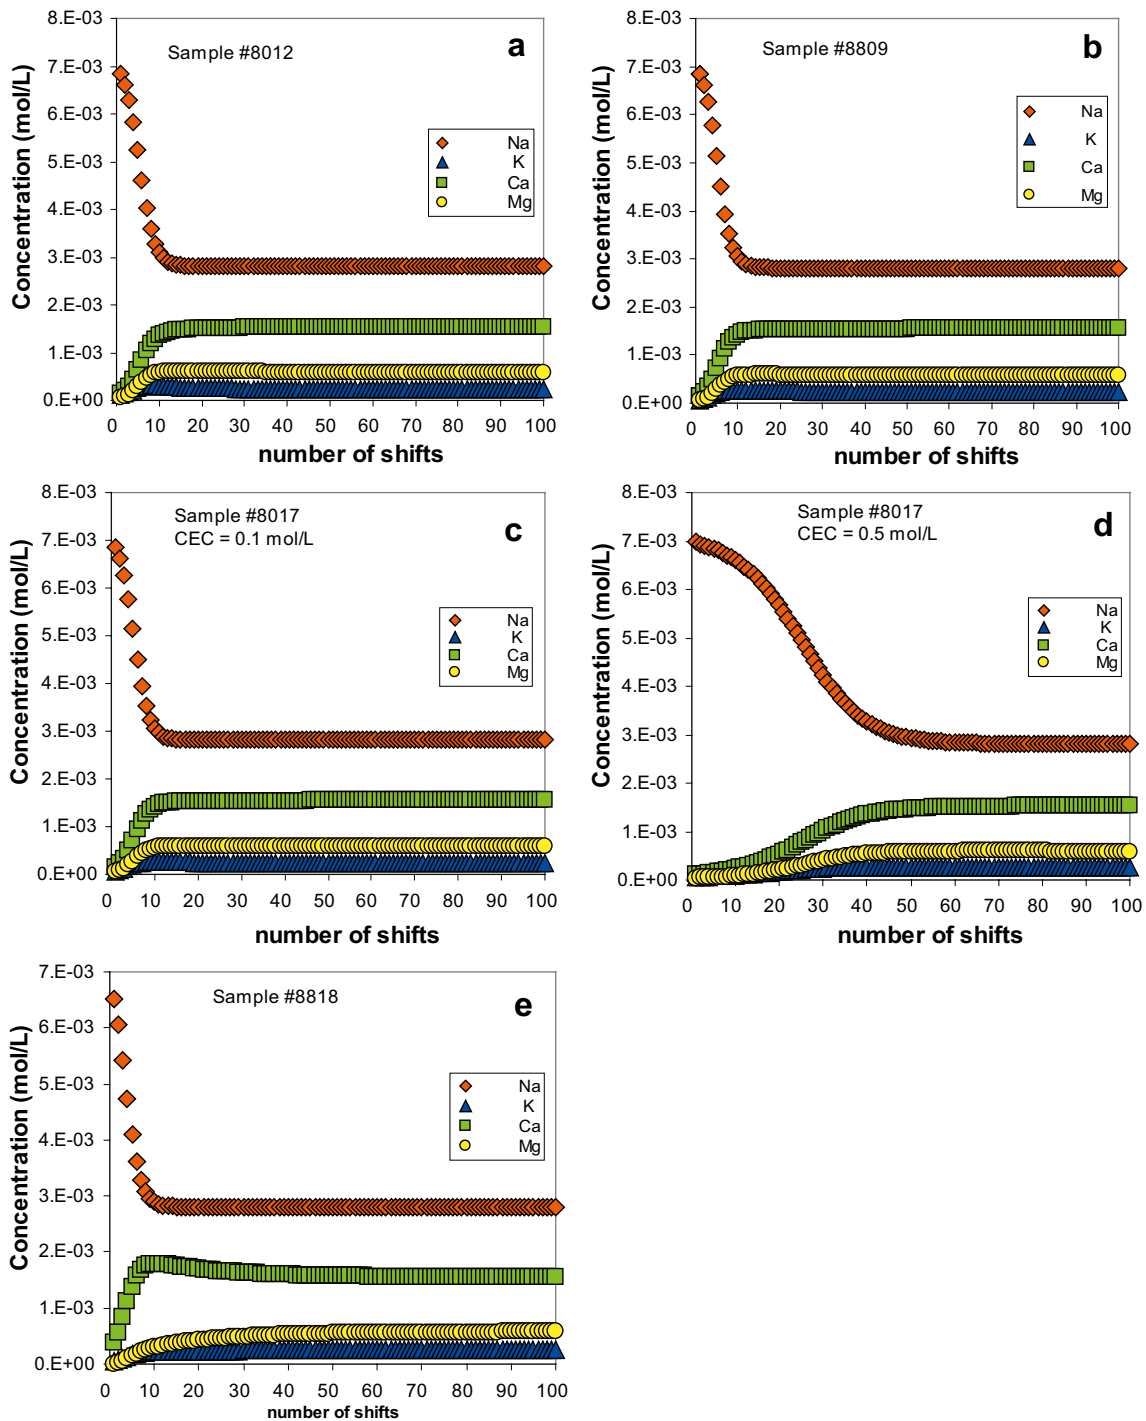 a
Sample #8012
Concentration (mol/L)
8.E-03
7.E-03
6.E-03
5.E-03
4.E-03
3.E-03
2.E-03
1.E-03
0.E+00
Na
K
Ca
Mg
0 10 20 30 40 50 60 70 80 90 100
number of shifts
b
Sample #8809
Concentration (mol/L)
8.E-03
7.E-03
6.E-03
5.E-03
4.E-03
3.E-03
2.E-03
1.E-03
0.E+00
Na
K
Ca
Mg
0 10 20 30 40 50 60 70 80 90 100
number of shifts
c
Sample #8017
CEC = 0.1 mol/L
Concentration (mol/L)
8.E-03
7.E-03
6.E-03
5.E-03
4.E-03
3.E-03
2.E-03
1.E-03
0.E+00
Na
K
Ca
Mg
0 10 20 30 40 50 60 70 80 90 100
number of shifts
d
Sample #8017
CEC = 0.5 mol/L
Concentration (mol/L)
8.E-03
7.E-03
6.E-03
5.E-03
4.E-03
3.E-03
2.E-03
1.E-03
0.E+00
Na
K
Ca
Mg
0 10 20 30 40 50 60 70 80 90 100
number of shifts
e
Sample #8818
Concentration (mol/L)
7.E-03
6.E-03
5.E-03
4.E-03
3.E-03
2.E-03
1.E-03
0.E+00
Na
K
Ca
Mg
0 10 20 30 40 50 60 70 80 90 100
number of shifts